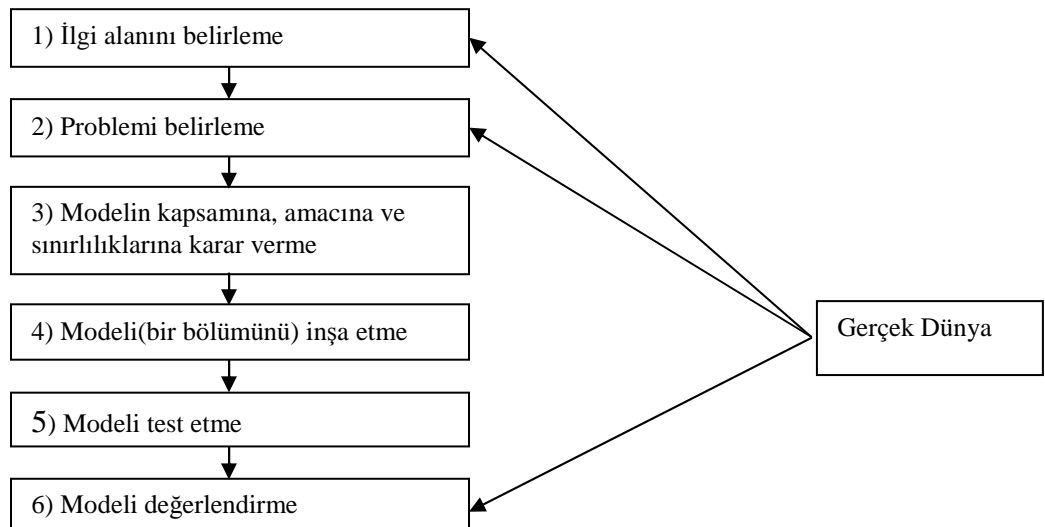 1) İlgi alanını belirleme
2) Problemi belirleme
3) Modelin kapsamına, amacına ve
sınırlılıklarına karar verme
4) Modeli(bir bölümünü) inşa etme
5) Modeli test etme
6) Modeli değerlendirme
Gerçek Dünya